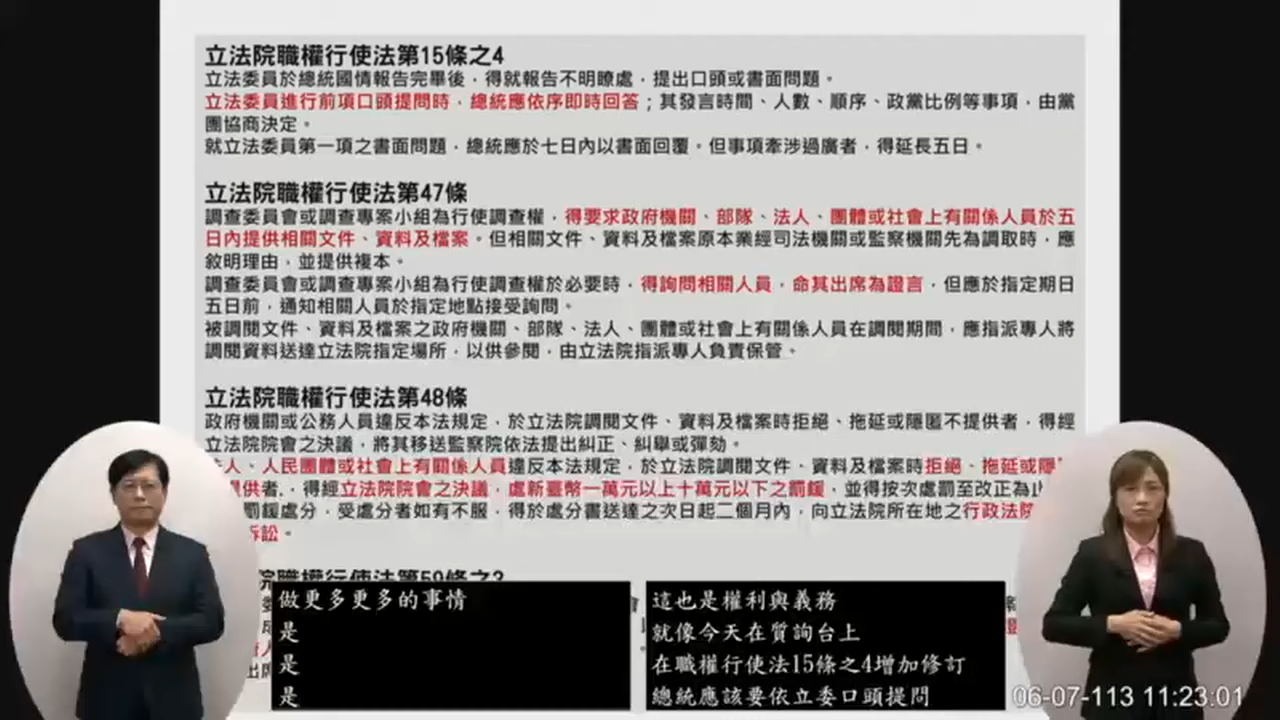 立法院職權行使法第15條之4
立法委員於總統國情報告完畢後，得就報告不明瞭處，提出口頭或書面問題。
立法委員進行前項口頭提問時，總統應依序即時回答；其發言時間、人數、順序、政黨比例等事項，由黨
團協商決定。
就立法委員第一項之書面問題，總統應於七日內以書面回覆。但事項牽涉過廣者，得延長五日。
立法院職權行使法第47條
調查委員會或調查專案小組為行使調查權，得要求政府機關、部隊、法人、團體或社會上有關係人員於五
日內提供相關文件、資料及檔案。但相關文件、資料及檔案原本業經司法機關或監察機關先為調取時，應
敘明理由，並提供複本。
調查委員會或調查專案小組為行使調查權於必要時，得詢問相關人員，命其出席為證言，但應於指定期日
五日前，通知相關人員於指定地點接受詢問。
被調閱文件、資料及檔案之政府機關、部隊、法人、團體或社會上有關係人員在調閱期間，應指派專人將
調閱資料送達立法院指定場所，以供參閱，由立法院指派專人負責保管。
立法院職權行使法第48條
政府機關或公務人員違反本法規定，於立法院調閱文件、資料及檔案時拒絕、拖延或隱匿不提供者，得經
立法院院會之決議，將其移送監察院依法提出糾正、糾舉或彈劾。
人、人民團體或社會上有關係人員違反本法規定，於立法院調閱文件、資料及檔案時拒絕、拖延或隱
提供者，得經立法院院會之決議，處新臺幣一萬元以上十萬元以下之罰鍰，並得按次處罰至改正為止
罰鍰處分，受處分者如有不服，得於處分書送達之次日起二個月內，向立法院所在地之行政法院
訴訟。
院職權行使法第59條之3
做更多更多的事情
是
是
是
這也是權利與義務
就像今天在質詢台上
在職權行使法15條之4增加修訂
總統應該要依立委口頭提問
06-07-113 11:23:01